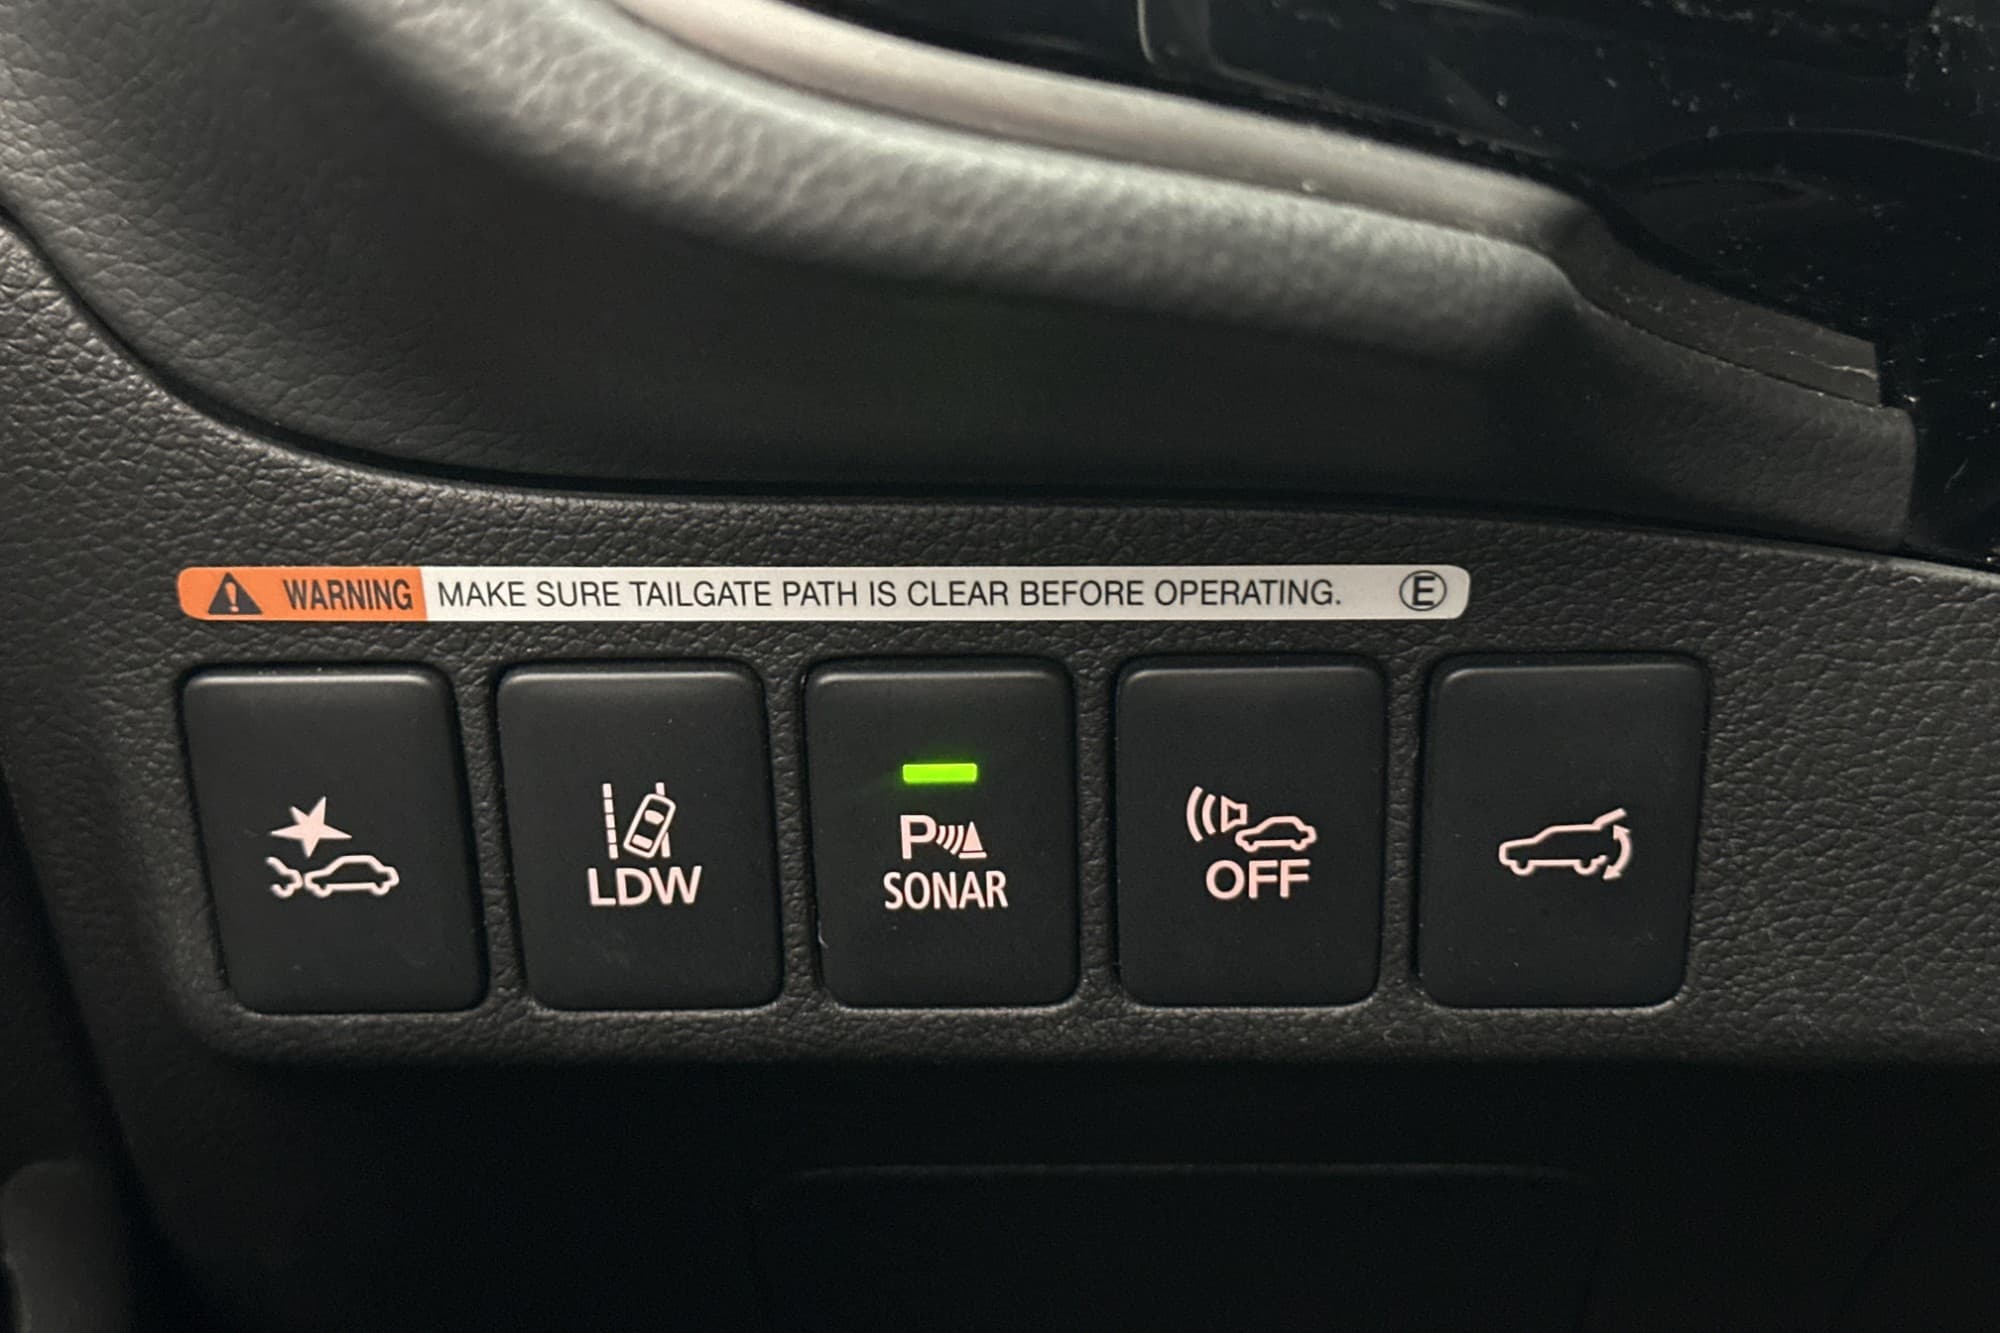 WARNING MAKE SURE TAILGATE PATH IS CLEAR BEFORE OPERATING. E
LDW
P
SONAR
OFF